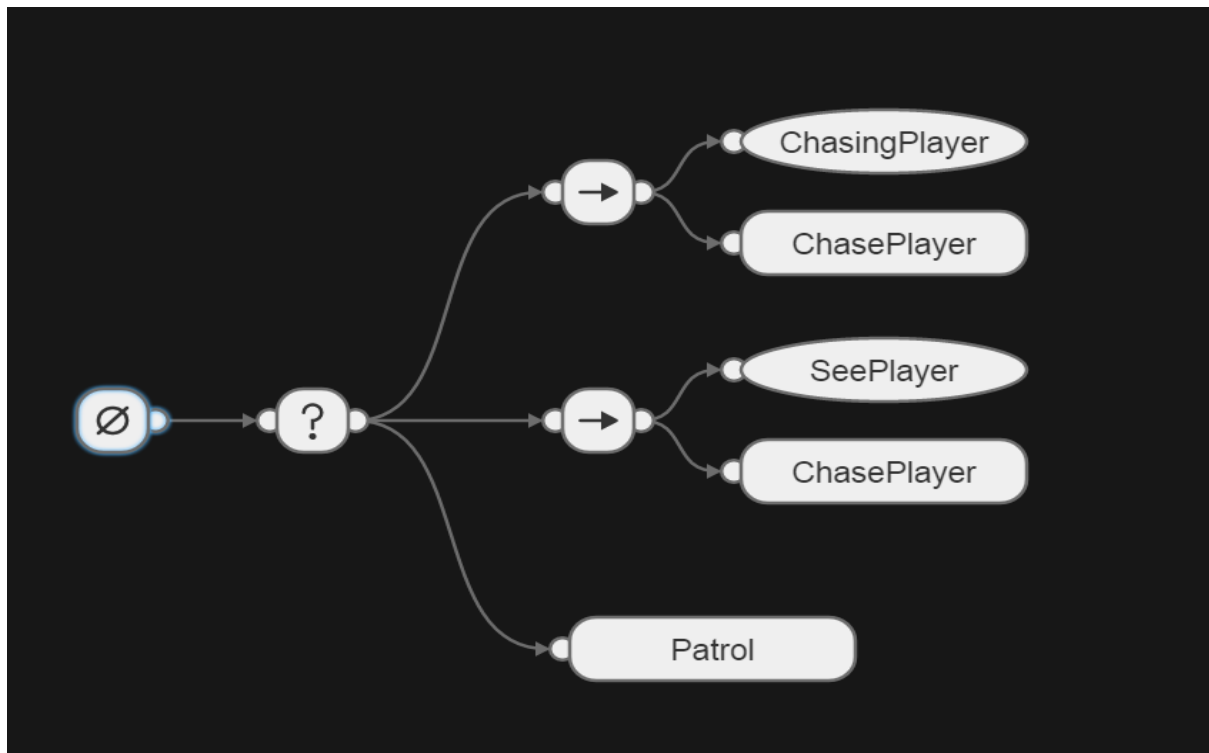 ChasingPlayer
→
ChasePlayer
SeePlayer
∅
?
→
ChasePlayer
Patrol